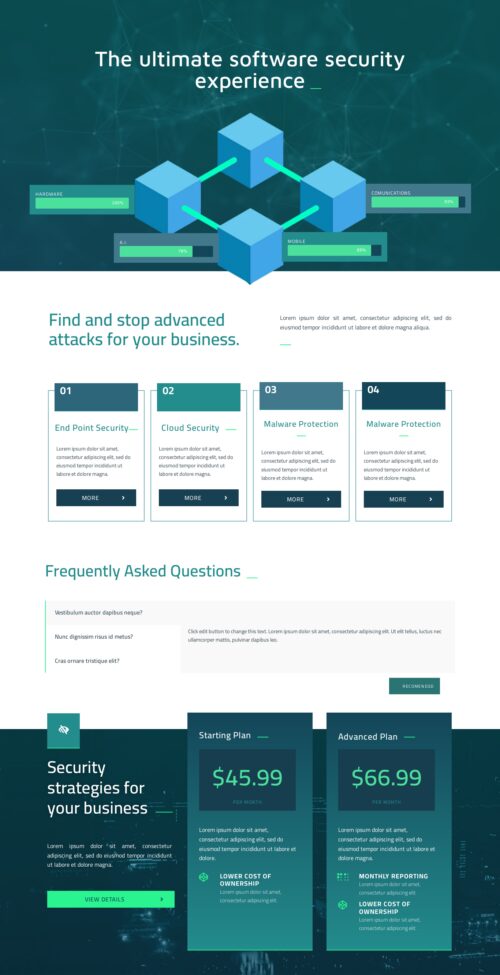 The ultimate software security
experience
HARDWARE
100%
COMUNICATIONS
A.I
78%
MOBILE
Find and stop advanced
attacks for your business.
Lorem ipsum dolor sit amet, consectetur adipiscing elit, sed do
eiusmod tempor incididunt ut labore et dolore magna aliqua.
01
End Point Security
Lorem ipsum dolor sit amet,
consectetur adipiscing elit, sed do
eiusmod tempor incididunt ut
labore et dolore magna.
MORE
02
Cloud Security
Lorem ipsum dolor sit amet,
consectetur adipiscing elit, sed do
eiusmod tempor incididunt ut
labore et dolore magna.
MORE
03
Malware Protection
Lorem ipsum dolor sit amet,
consectetur adipiscing elit, sed do
eiusmod tempor incididunt ut
labore et dolore magna.
MORE
04
Malware Protection
Lorem ipsum dolor sit amet,
consectetur adipiscing elit, sed do
eiusmod tempor incididunt ut
labore et dolore magna.
MORE
Frequently Asked Questions
Vestibulum auctor dapibus neque?
Nunc dignissim risus id metus?
Cras ornare tristique elit?
Click edit button to change this text. Lorem ipsum dolor sit amet, consectetur adipiscing elit. Ut elit tellus, luctus nec
ullamcorper mattis, pulvinar dapibus leo.
RECOMENDED
Security
strategies for
your business
Lorem ipsum dolor sit amet, consectetur
adipiscing elit, sed do eiusmod tempor incididunt
ut labore et dolore magna.
VIEW DETAILS
Starting Plan
$45.99
PER MONTH
Lorem ipsum dolor sit amet,
consectetur adipiscing elit, sed do
eiusmod tempor incididunt ut labore et
dolore.
LOWER COST OF
OWNERSHIP
Lorem ipsum dolor sit amet,
consectetur adipiscing elit.
Advanced Plan
$66.99
PER MONTH
Lorem ipsum dolor sit amet,
consectetur adipiscing elit, sed do
eiusmod tempor incididunt ut labore et
dolore magna.
MONTHLY REPORTING
Lorem ipsum dolor sit amet,
consectetur adipiscing elit.
LOWER COST OF
OWNERSHIP
Lorem ipsum dolor sit amet,
consectetur adipiscing elit.